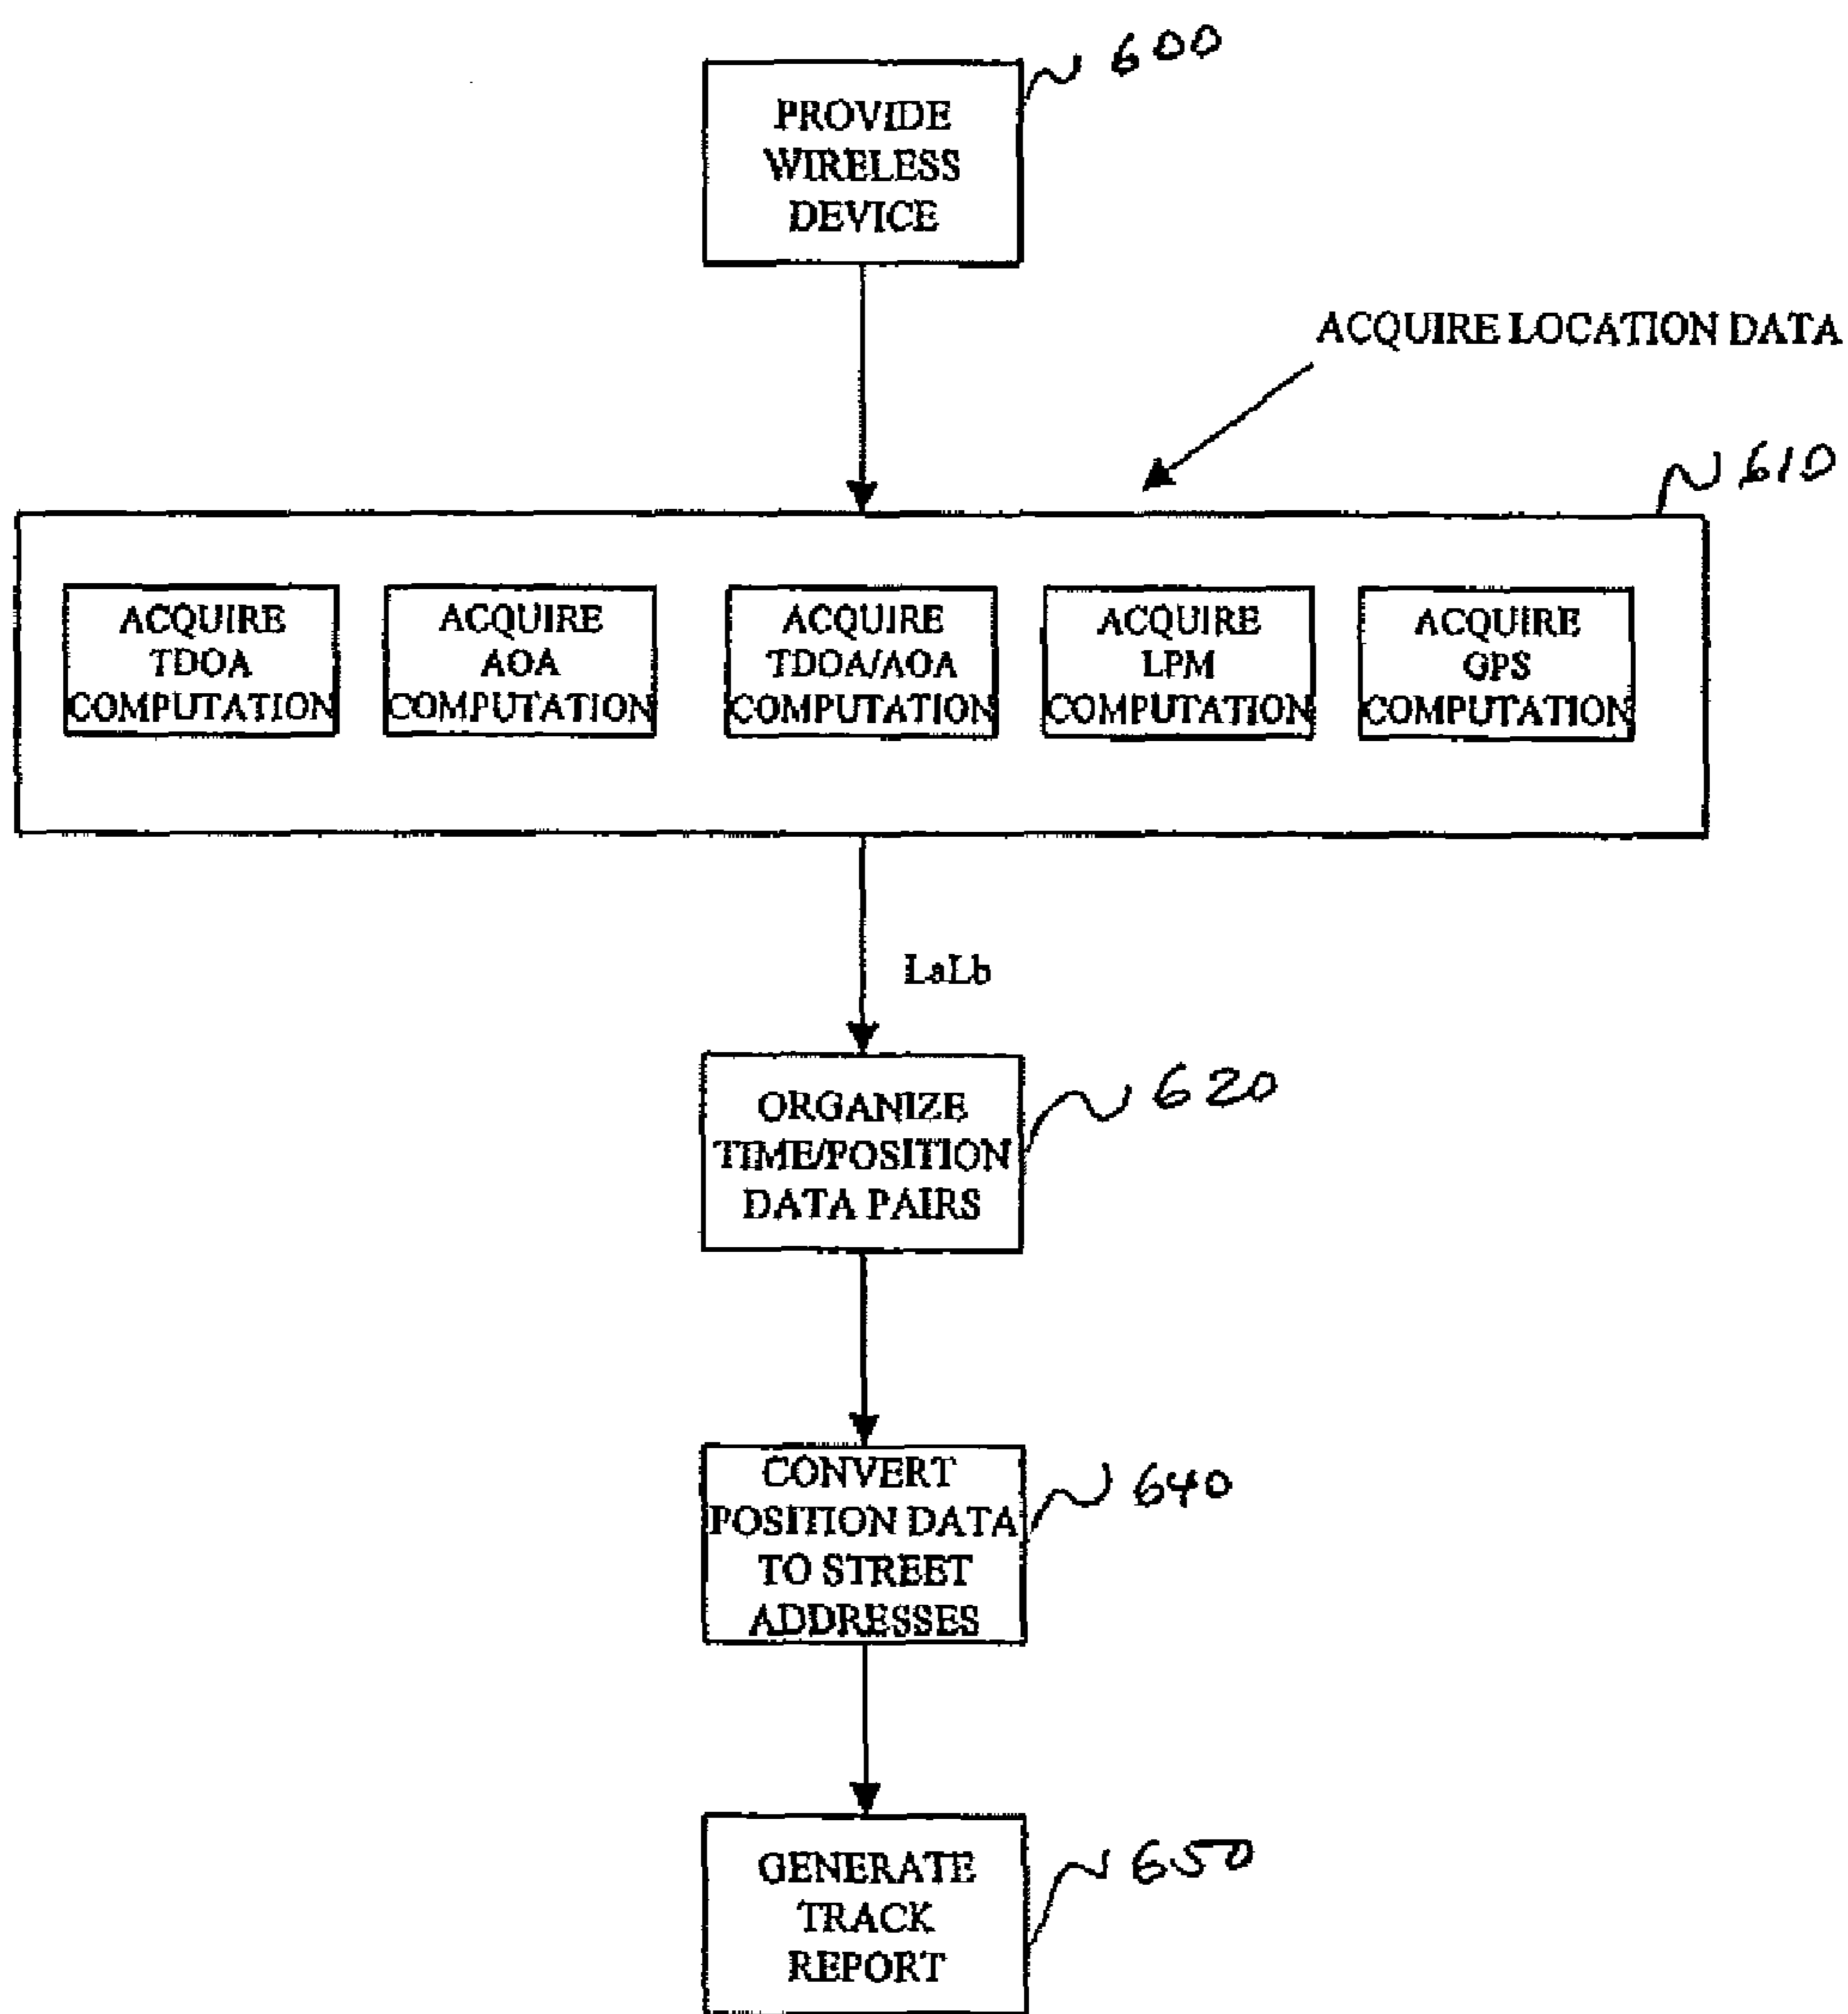 600
PROVIDE
WIRELESS
DEVICE
ACQUIRE LOCATION DATA
610
ACQUIRE
TDOA
COMPUTATION
ACQUIRE
AOA
COMPUTATION
ACQUIRE
TDOA/AOA
COMPUTATION
ACQUIRE
LPM
COMPUTATION
ACQUIRE
GPS
COMPUTATION
LaLb
620
ORGANIZE
TIME/POSITION
DATA PAIRS
640
CONVERT
POSITION DATA
TO STREET
ADDRESSES
650
GENERATE
TRACK
REPORT